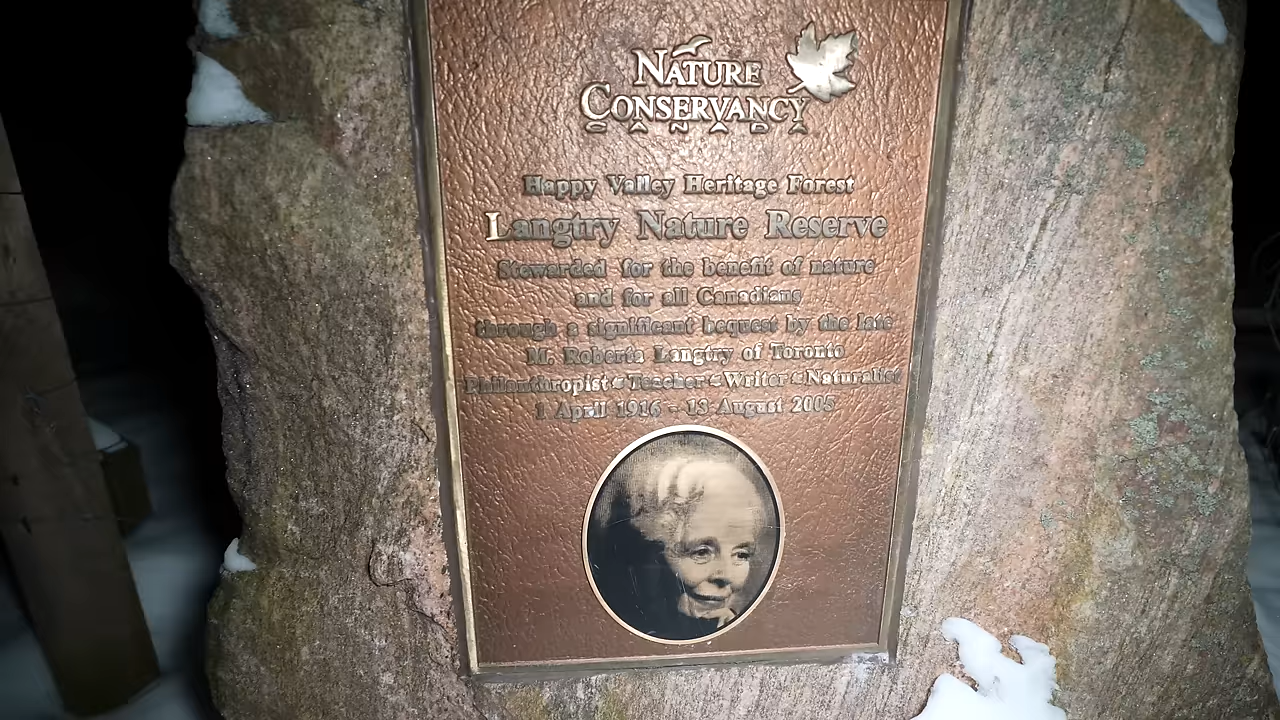 NATURE
CONSERVANCY
CANADA
Happy Valley Heritage Forest
Langtry Nature Reserve
Stewarded for the benefit of nature
and for all Canadians
through a significant bequest by the late
M. Roberta Langtry of Toronto
Philanthropist • Teacher • Writer • Naturalist
1 April 1916 - 13 August 2005